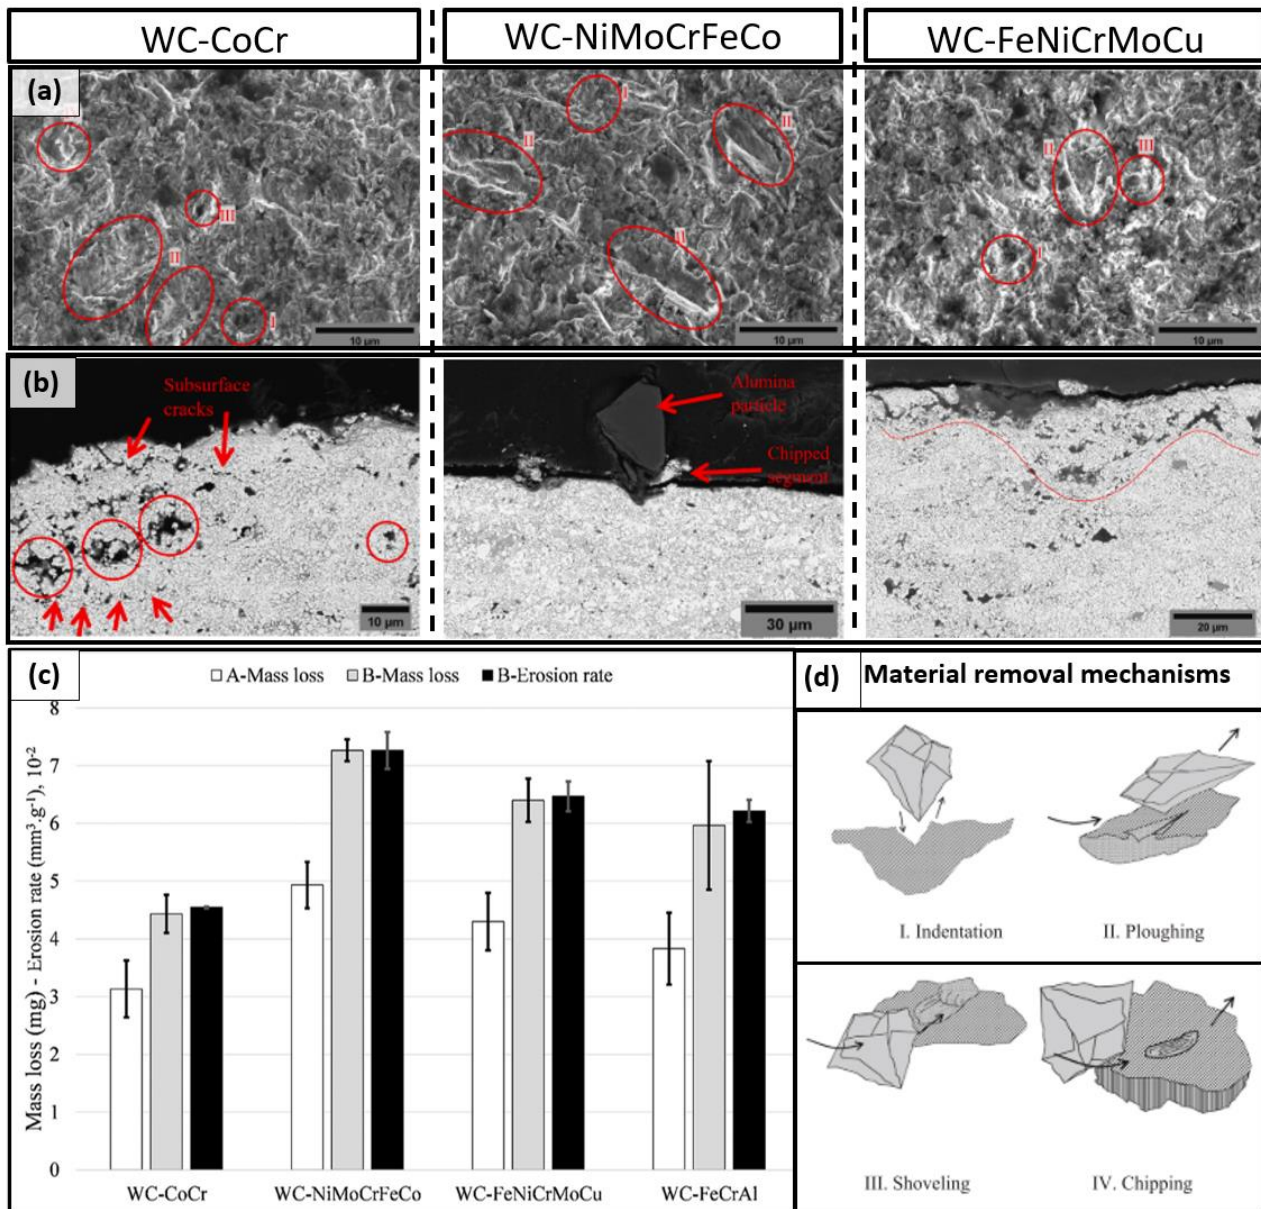 WC-CoCr
WC-NiMoCrFeCo
WC-FeNiCrMoCu
(a)
IV
III
II
I
10 µm
I
II
II
II
10 µm
II
III
I
10 µm
(b)
Subsurface
cracks
10 µm
Alumina
particle
Chipped
segment
30 µm
20 µm
(c)
A-Mass loss
B-Mass loss
B-Erosion rate
Mass loss (mg) - Erosion rate (mm³.g⁻¹), 10⁻²
8
7
6
5
4
3
2
1
0
WC-CoCr
WC-NiMoCrFeCo
WC-FeNiCrMoCu
WC-FeCrAl
(d)
Material removal mechanisms
I. Indentation
II. Ploughing
III. Shoveling
IV. Chipping